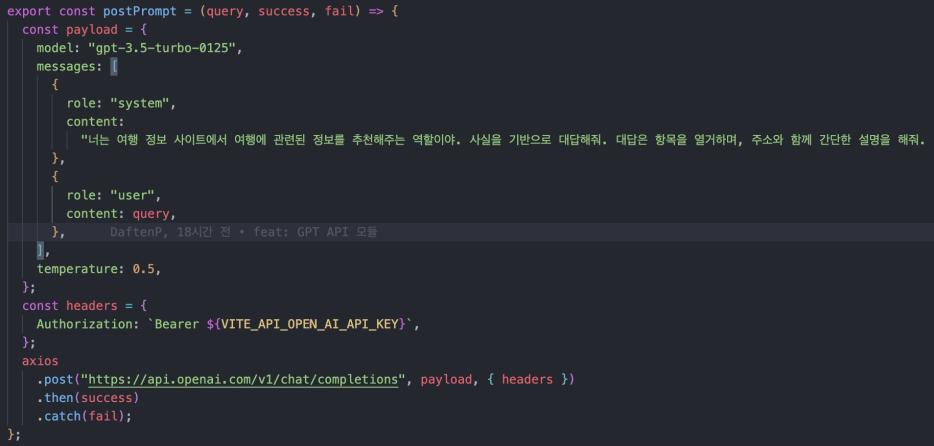 export const postPrompt = (query, success, fail) => {
  const payload = {
    model: "gpt-3.5-turbo-0125",
    messages: [
      {
        role: "system",
        content:
          "너는 여행 정보 사이트에서 여행에 관련된 정보를 추천해주는 역할이야. 사실을 기반으로 대답해줘. 대답은 항목을 열거하며, 주소와 함께 간단한 설명을 해줘.
      },
      {
        role: "user",
        content: query,
      },      DaftenP, 18시간 전 • feat: GPT API 모듈
    ],
    temperature: 0.5,
  };
  const headers = {
    Authorization: `Bearer ${VITE_API_OPEN_AI_API_KEY}`,
  };
  axios
    .post("https://api.openai.com/v1/chat/completions", payload, { headers })
    .then(success)
    .catch(fail);
};